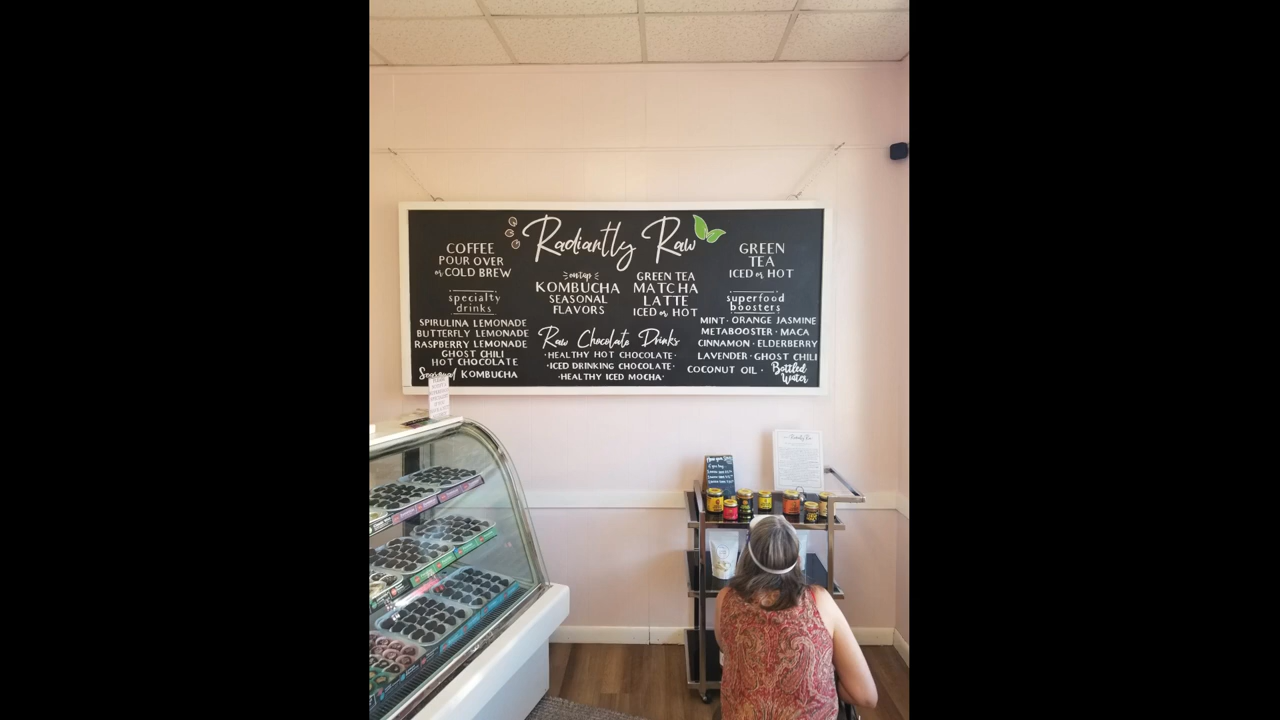 Radiantly Raw
COFFEE
POUR OVER
or COLD BREW
specialty
drinks
SPIRULINA LEMONADE
BUTTERFLY LEMONADE
RASPBERRY LEMONADE
GHOST CHILI
HOT CHOCOLATE
Seasonal KOMBUCHA
on tap
KOMBUCHA
SEASONAL
FLAVORS
GREEN TEA
MATCHA
LATTE
ICED or HOT
Raw Chocolate Drinks
·HEALTHY HOT CHOCOLATE·
·ICED DRINKING CHOCOLATE·
·HEALTHY ICED MOCHA·
GREEN
TEA
ICED or HOT
superfood
boosters
MINT · ORANGE JASMINE
METABOOSTER · MACA
CINNAMON · ELDERBERRY
LAVENDER · GHOST CHILI
COCONUT OIL · Bottled
Water